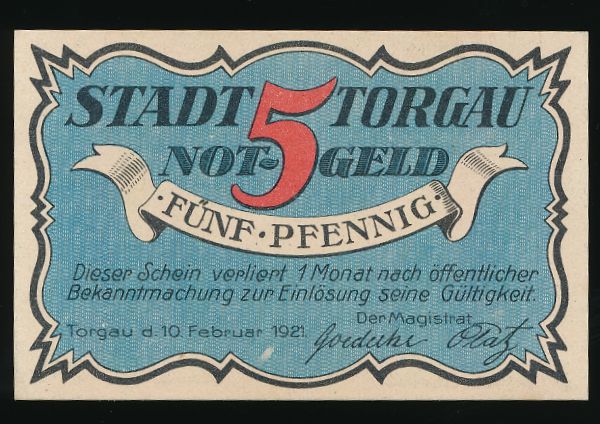 STADT 5 TORGAU
NOT-GELD
·FÜNF·PFENNIG·
Dieser Schein verliert 1 Monat nach öffentlicher
Bekanntmachung zur Einlösung seine Gültigkeit.
Der Magistrat
Torgau d. 10. Februar 1921.